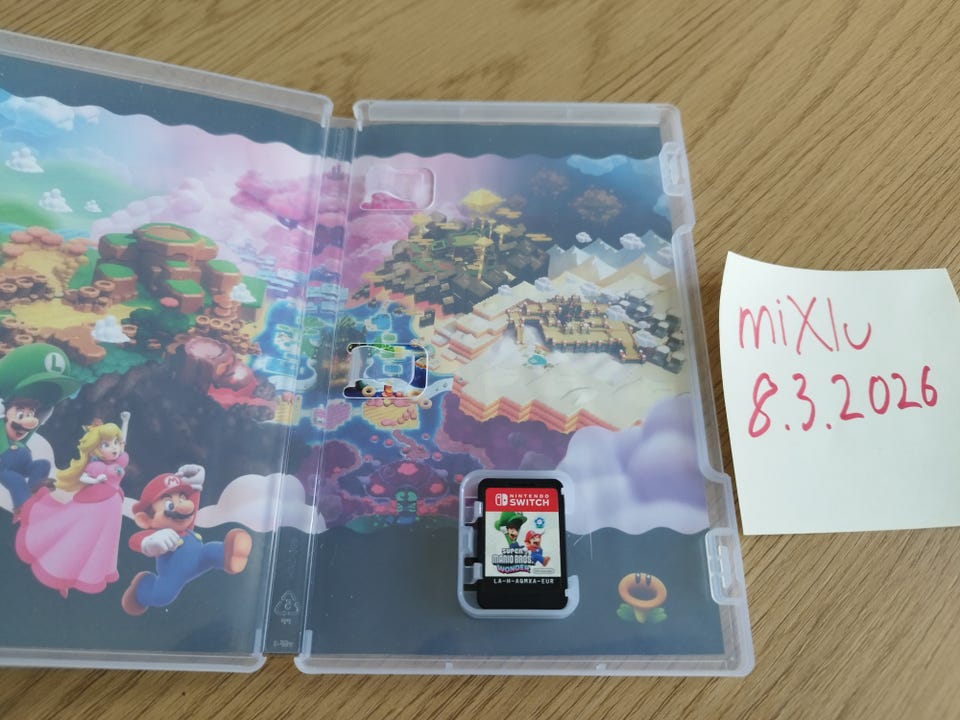 NINTENDO
SWITCH
SUPER
MARIO BROS.
WONDER
LA-H-AQMXA-EUR
L
M
miXlu
8.3.2026